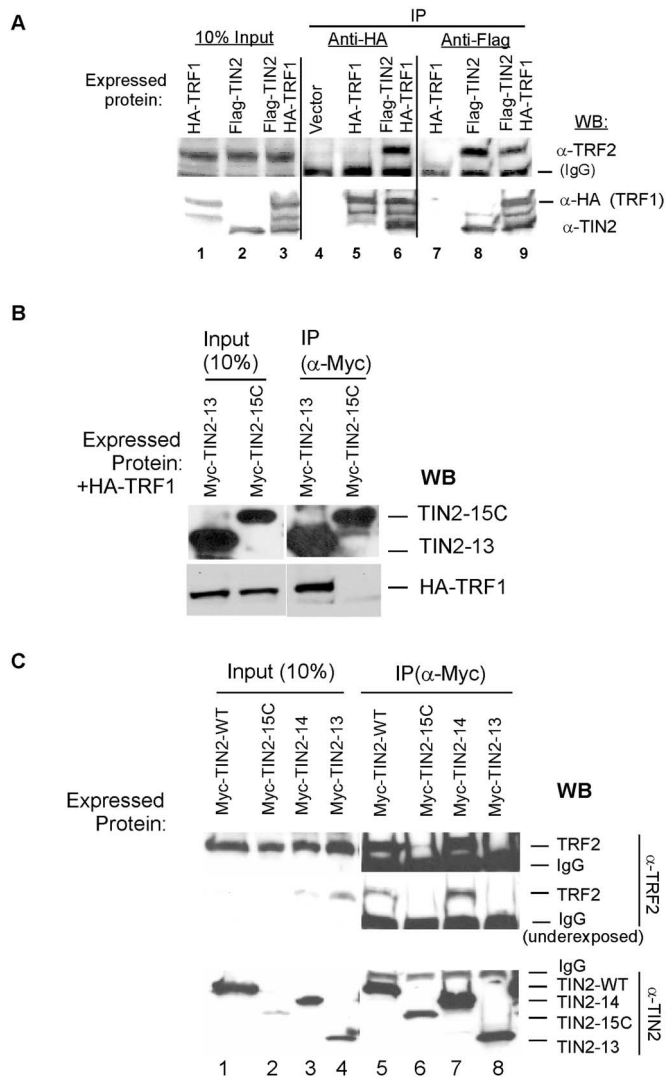 A
IP
10% Input
Anti-HA
Anti-Flag
Expressed
protein:
HA-TRF1
Flag-TIN2
Flag-TIN2
HA-TRF1
Vector
HA-TRF1
Flag-TIN2
HA-TRF1
HA-TRF1
Flag-TIN2
Flag-TIN2
HA-TRF1
WB:
α-TRF2
(IgG)
α-HA (TRF1)
α-TIN2
1 2 3 4 5 6 7 8 9
B
Input
(10%)
IP
(α-Myc)
Expressed
Protein:
+HA-TRF1
Myc-TIN2-13
Myc-TIN2-15C
Myc-TIN2-13
Myc-TIN2-15C
WB
TIN2-15C
TIN2-13
HA-TRF1
C
Input (10%)
IP(α-Myc)
Expressed
Protein:
Myc-TIN2-WT
Myc-TIN2-15C
Myc-TIN2-14
Myc-TIN2-13
Myc-TIN2-WT
Myc-TIN2-15C
Myc-TIN2-14
Myc-TIN2-13
WB
TRF2
IgG
TRF2
IgG
(underexposed)
α-TRF2
IgG
TIN2-WT
TIN2-14
TIN2-15C
TIN2-13
α-TIN2
1 2 3 4 5 6 7 8